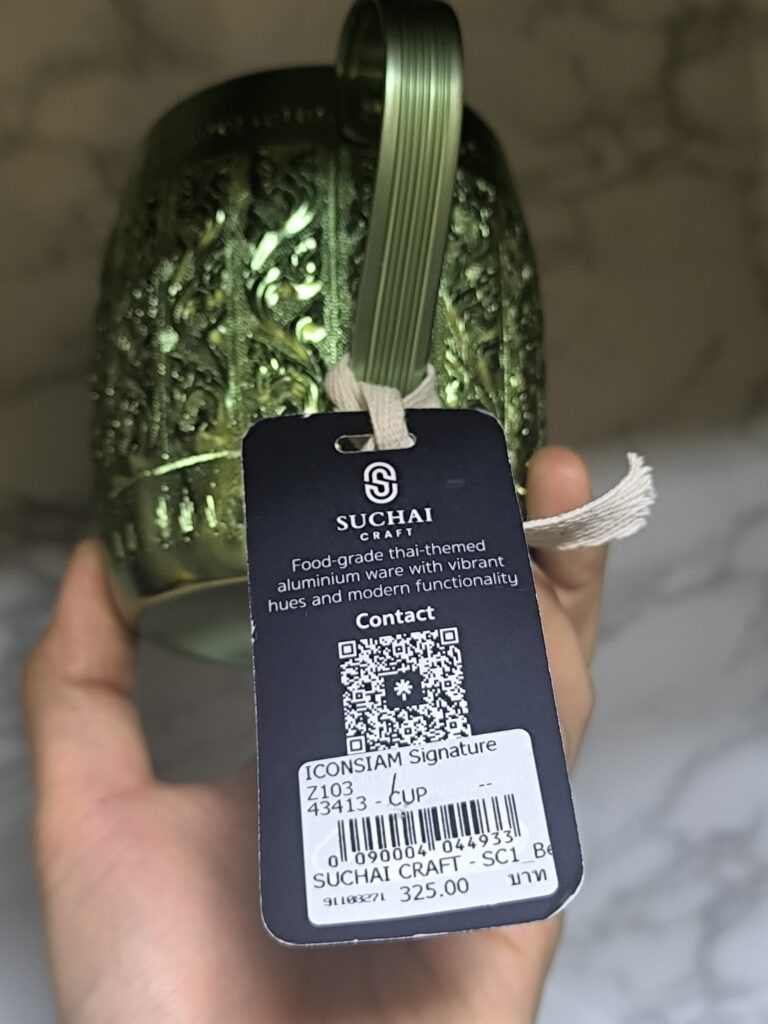 SUCHAI
CRAFT
Food-grade thai-themed
aluminium ware with vibrant
hues and modern functionality
Contact
ICONSIAM Signature
Z103 / --
43413 - CUP
0 090004 044933
SUCHAI CRAFT - SC1_Be
91103271 325.00 บาท